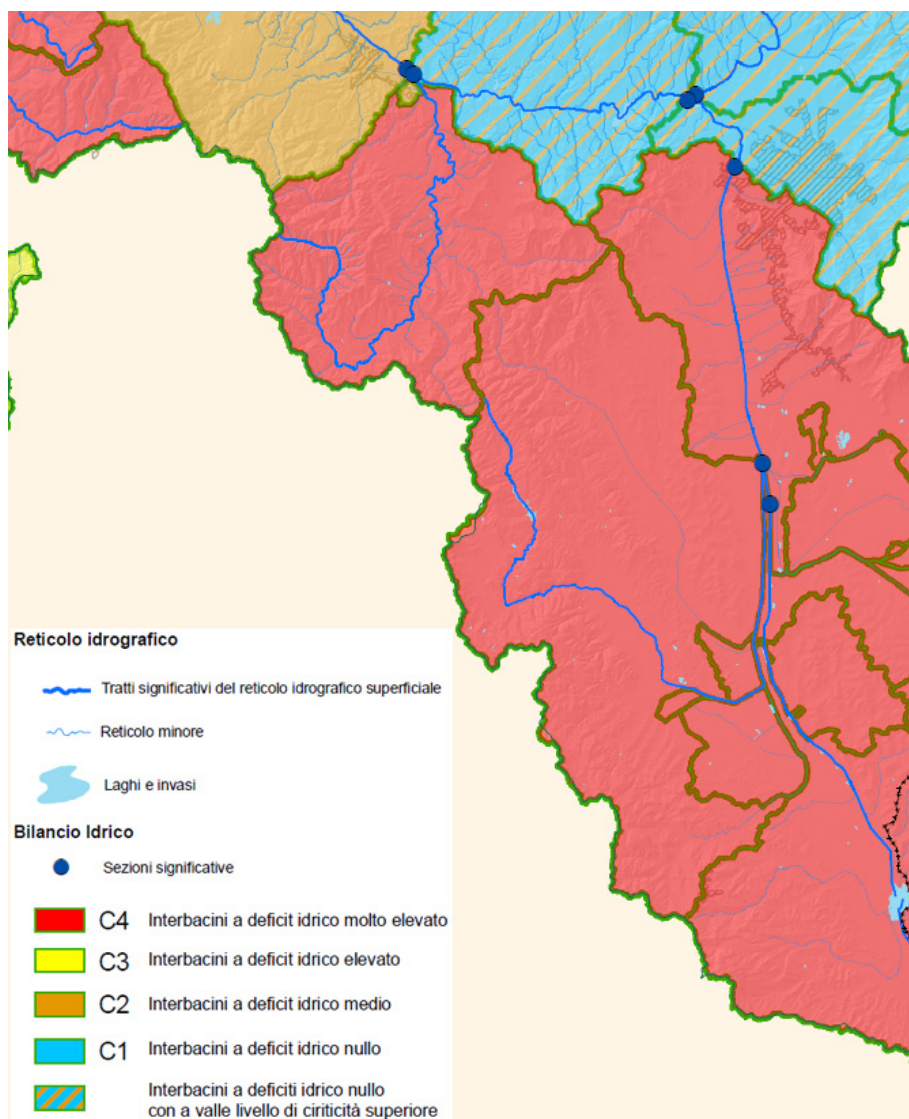 Reticolo idrografico
Tratti significativi del reticolo idrografico superficiale
Reticolo minore
Laghi e invasi
Bilancio Idrico
Sezioni significative
C4 Interbacini a deficit idrico molto elevato
C3 Interbacini a deficit idrico elevato
C2 Interbacini a deficit idrico medio
C1 Interbacini a deficit idrico nullo
Interbacini a deficiti idrico nullo
con a valle livello di ciriticità superiore